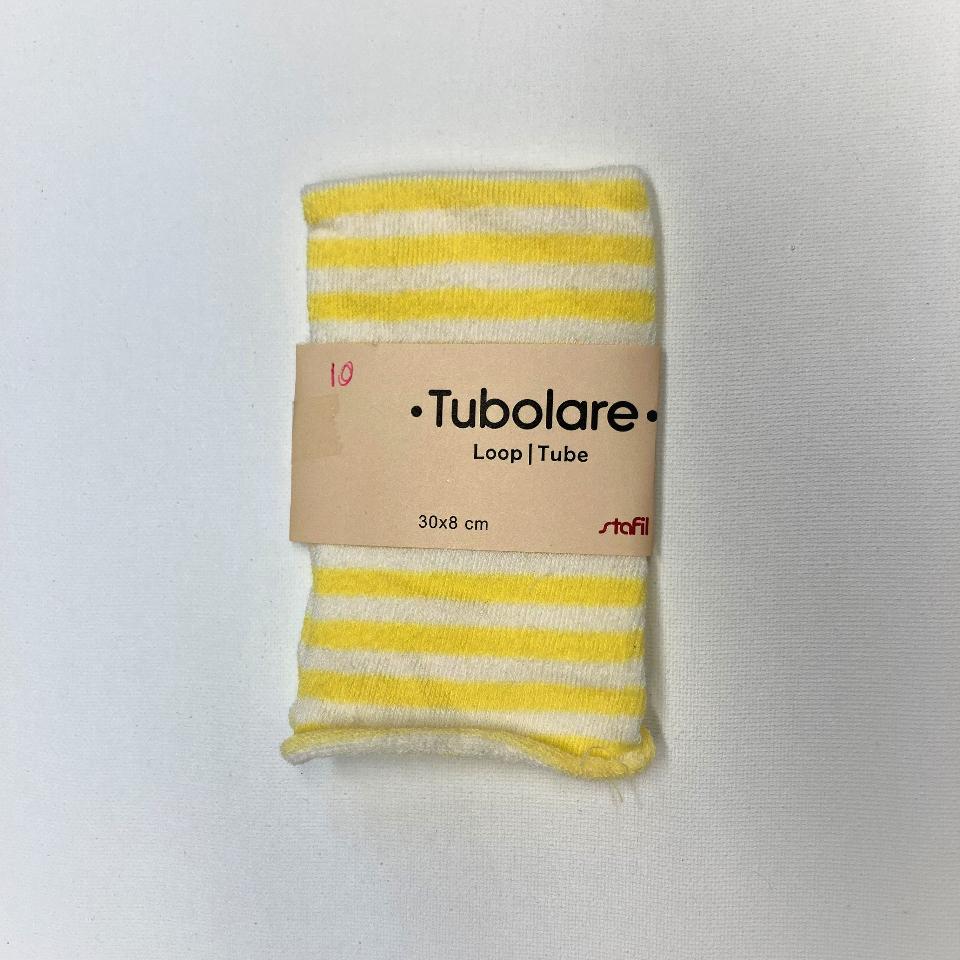 10
•Tubolare•
Loop|Tube
30x8 cm
stafil